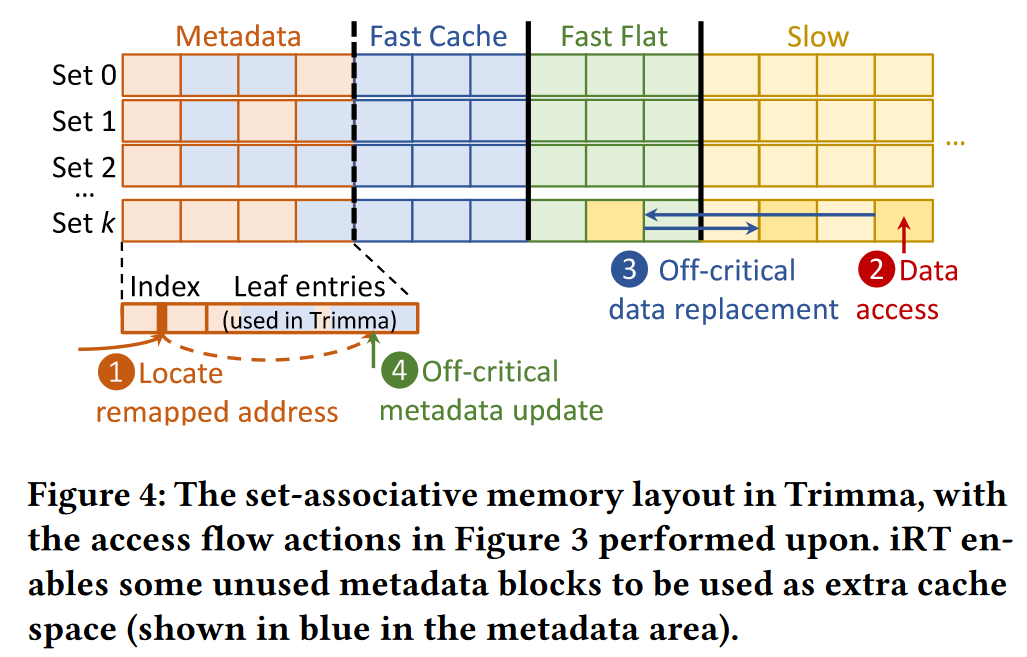 Metadata Fast Cache Fast Flat Slow
Set 0
Set 1
...
Set 2
...
Set k
Index Leaf entries
(used in Trimma)
3 Off-critical
data replacement
2 Data
access
1 Locate
remapped address
4 Off-critical
metadata update
Figure 4: The set-associative memory layout in Trimma, with
the access flow actions in Figure 3 performed upon. iRT en-
ables some unused metadata blocks to be used as extra cache
space (shown in blue in the metadata area).